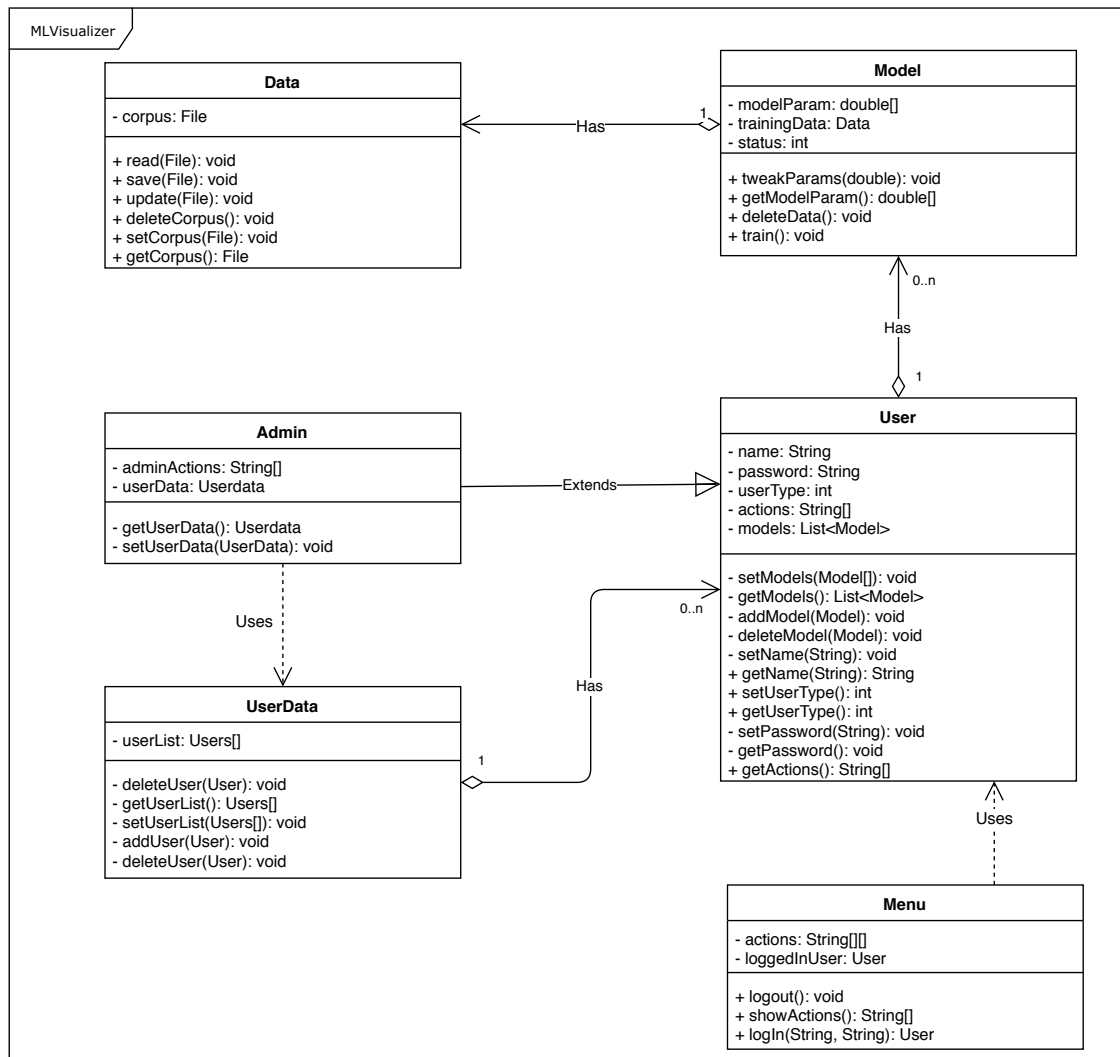 MLVisualizer
Data
- corpus: File
+ read(File): void
+ save(File): void
+ update(File): void
+ deleteCorpus(): void
+ setCorpus(File): void
+ getCorpus(): File
Has
1
Model
- modelParam: double[]
- trainingData: Data
- status: int
+ tweakParams(double): void
+ getModelParam(): double[]
+ deleteData(): void
+ train(): void
0..n
Has
1
Admin
- adminActions: String[]
- userData: Userdata
- getUserData(): Userdata
- setUserData(UserData): void
Extends
User
- name: String
- password: String
- userType: int
- actions: String[]
- models: List<Model>
- setModels(Model[]): void
- getModels(): List<Model>
- addModel(Model): void
- deleteModel(Model): void
- setName(String): void
+ getName(String): String
+ setUserType(): int
+ getUserType(): int
- setPassword(String): void
- getPassword(): void
+ getActions(): String[]
Uses
0..n
Has
1
UserData
- userList: Users[]
- deleteUser(User): void
- getUserList(): Users[]
- setUserList(Users[]): void
- addUser(User): void
- deleteUser(User): void
Uses
Menu
- actions: String[][]
- loggedInUser: User
+ logout(): void
+ showActions(): String[]
+ logIn(String, String): User